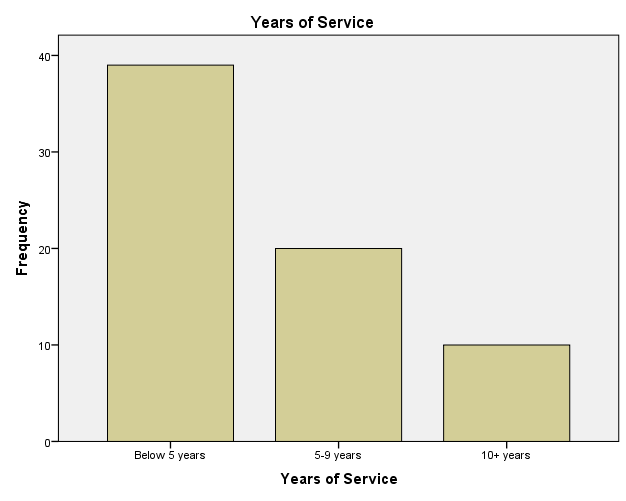 Years of Service
40
30
20
10
0
Frequency
Below 5 years
5-9 years
10+ years
Years of Service